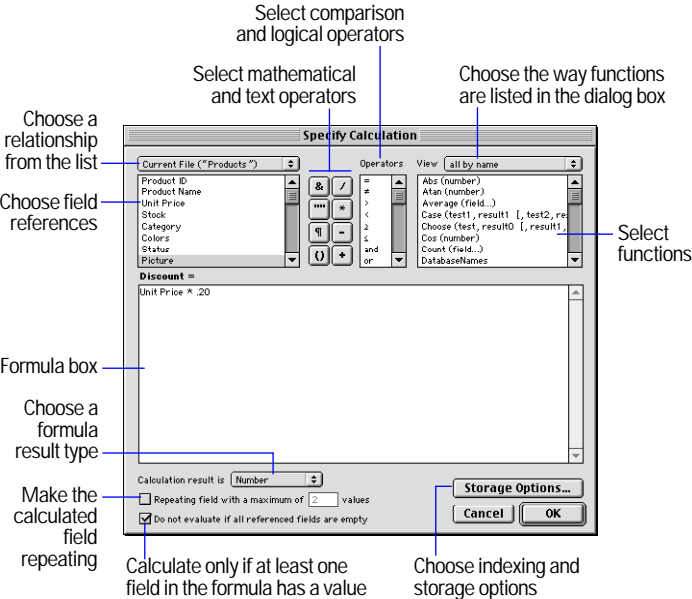 Select comparison
and logical operators
Select mathematical
and text operators
Choose the way functions
are listed in the dialog box
Choose a
relationship
from the list
Choose field
references
Specify Calculation
Current File ("Products")
Operators
View
all by name
Product ID
Product Name
Unit Price
Stock
Category
Colors
Status
Picture
&
/
""
*
¶
-
()
+
=
≠
>
<
≥
≤
and
or
Abs (number)
Atan (number)
Average (field...)
Case (test1, result1 [, test2, re:
Choose (test, result0 [, result1,
Cos (number)
Count (field...)
DatabaseNames
Select
functions
Discount =
Unit Price * .20
Formula box
Choose a
formula
result type
Calculation result is Number
Make the
calculated
field
repeating
Repeating field with a maximum of 2 values
Do not evaluate if all referenced fields are empty
Storage Options...
Cancel
OK
Calculate only if at least one
field in the formula has a value
Choose indexing and
storage options